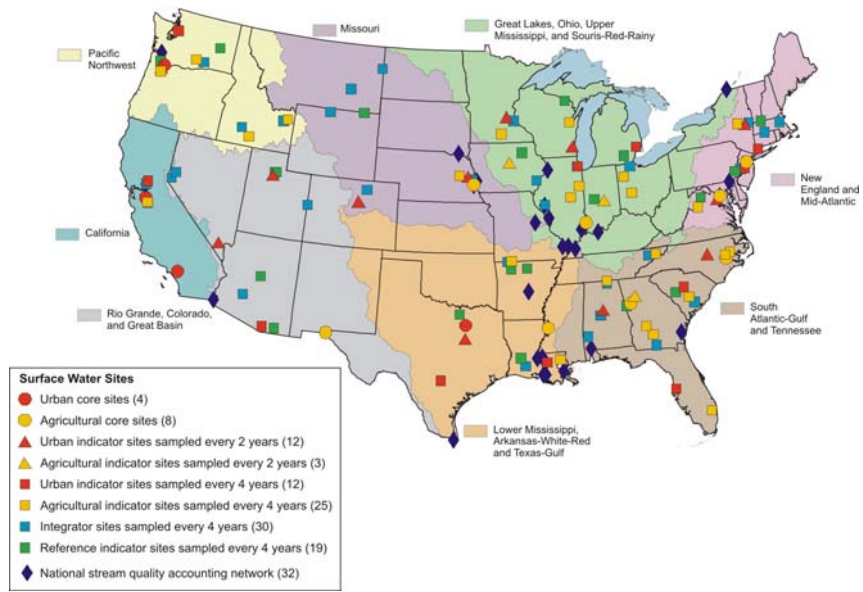 Missouri
Great Lakes, Ohio, Upper
Mississippi, and Souris-Red-Rainy
Pacific
Northwest
New
England and
Mid-Atlantic
California
Rio Grande, Colorado,
and Great Basin
South
Atlantic-Gulf
and Tennessee
Lower Mississippi,
Arkansas-White-Red
and Texas-Gulf
Surface Water Sites
Urban core sites (4)
Agricultural core sites (8)
Urban indicator sites sampled every 2 years (12)
Agricultural indicator sites sampled every 2 years (3)
Urban indicator sites sampled every 4 years (12)
Agricultural indicator sites sampled every 4 years (25)
Integrator sites sampled every 4 years (30)
Reference indicator sites sampled every 4 years (19)
National stream quality accounting network (32)